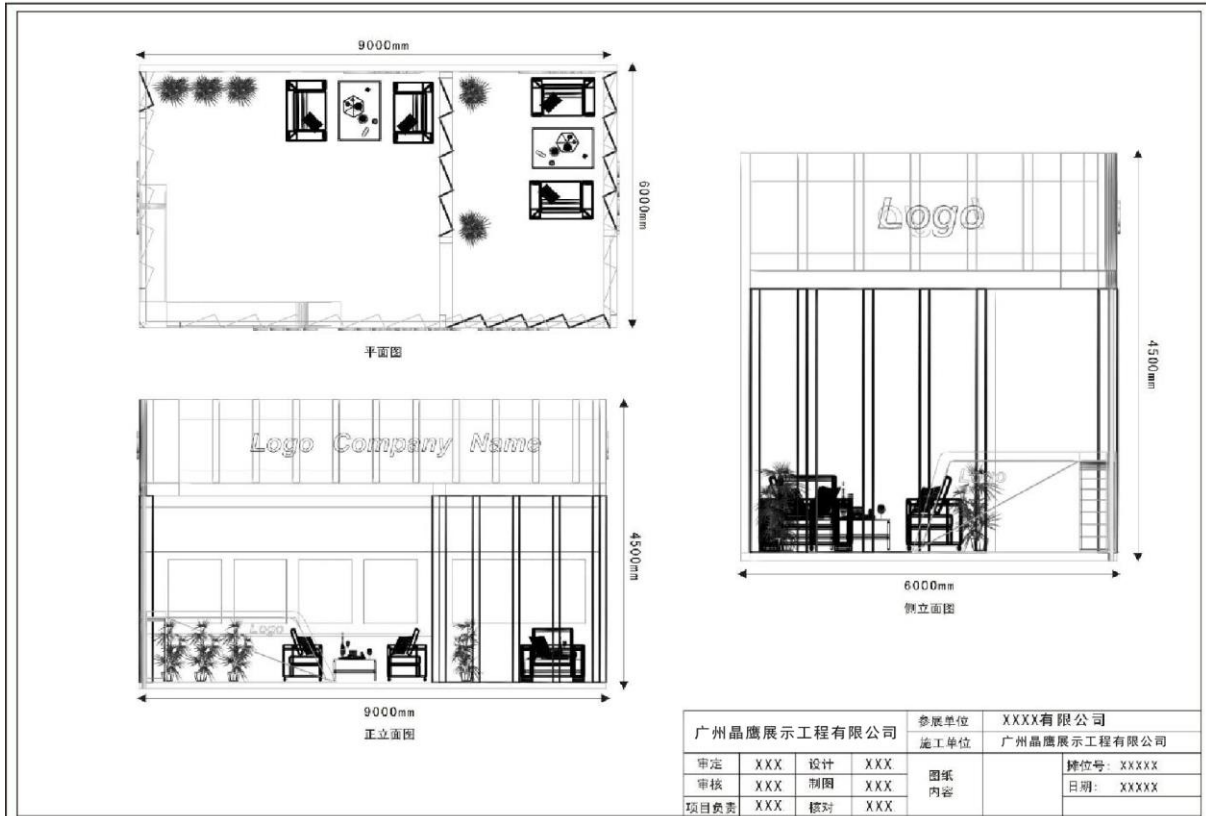 9000mm
6000mm
平面图
Logo
4500mm
Logo
6000mm
侧立面图
Logo Company Name
4500mm
Logo
9000mm
正立面图
广州晶鹰展示工程有限公司
参展单位 XXXX有限公司
施工单位 广州晶鹰展示工程有限公司
审定 XXX 设计 XXX
审核 XXX 制图 XXX
项目负责 XXX 核对 XXX
图纸
内容
摊位号: XXXXX
日期: XXXXX